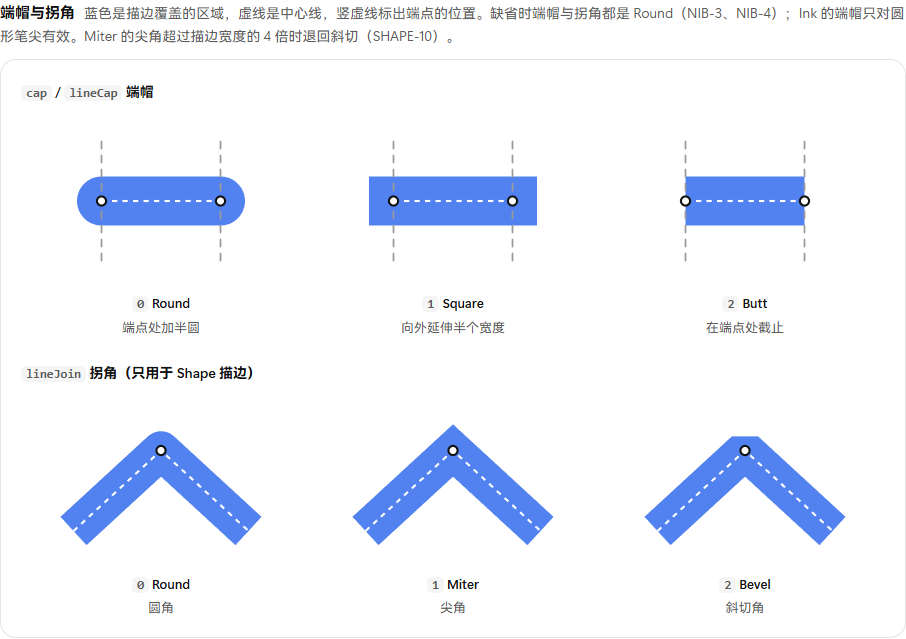 端帽与拐角 蓝色是描边覆盖的区域，虚线是中心线，竖虚线标出端点的位置。缺省时端帽与拐角都是 Round（NIB-3、NIB-4）；Ink 的端帽只对圆
形笔尖有效。Miter 的尖角超过描边宽度的 4 倍时退回斜切（SHAPE-10）。
cap / lineCap 端帽
0 Round
端点处加半圆
1 Square
向外延伸半个宽度
2 Butt
在端点处截止
lineJoin 拐角（只用于 Shape 描边）
0 Round
圆角
1 Miter
尖角
2 Bevel
斜切角